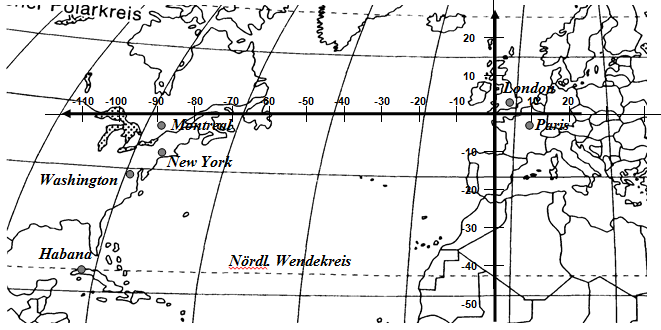 Polarkreis
20
10
London
-110 -100 -90 -80 -70 -60 -50 -40 -30 -20 -10 10 20
Montreal
Paris
-10
New York
Washington
-20
-30
Habana
Nördl. Wendekreis
-40
-50